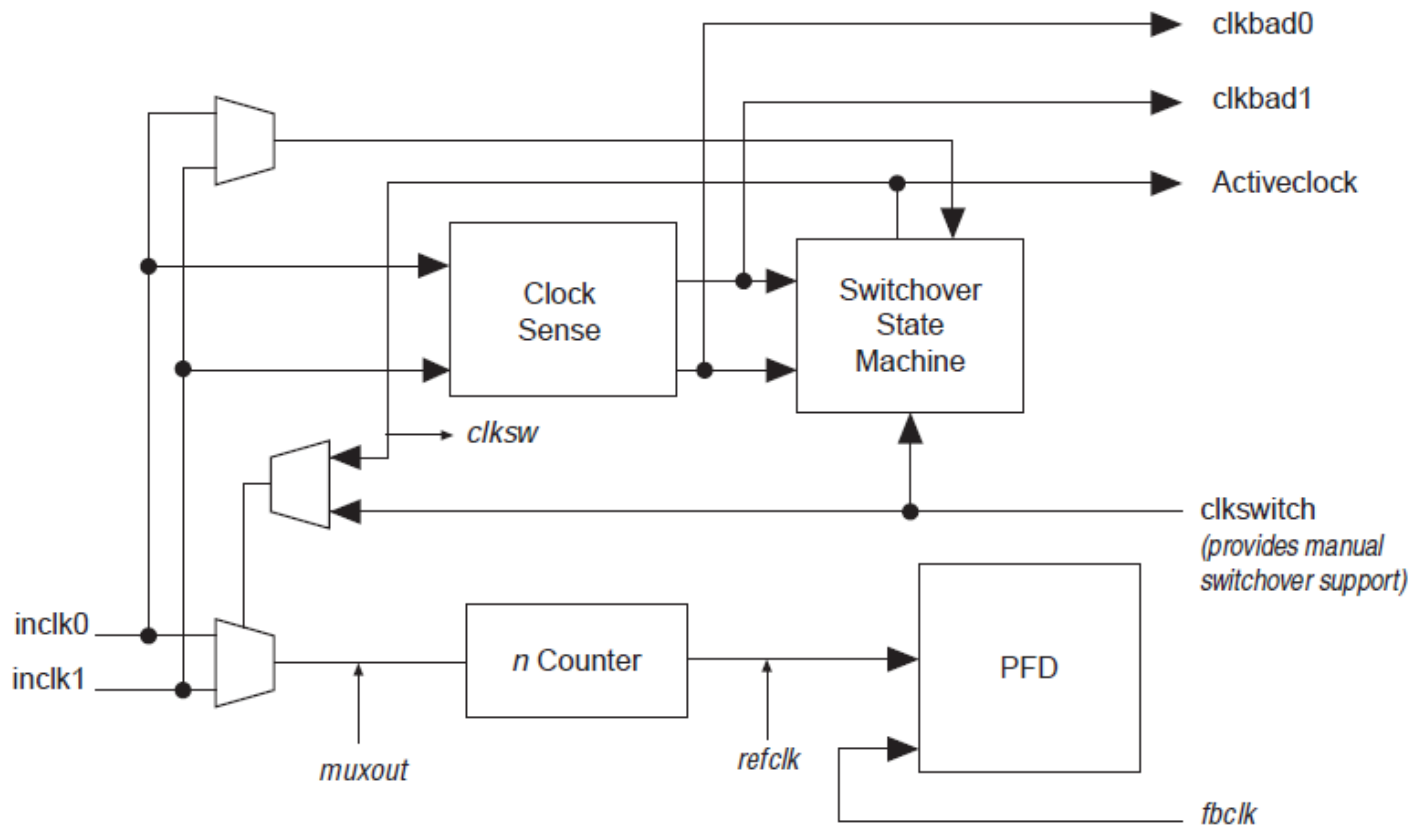 clkbad0
clkbad1
Activeclock
Clock
Sense
Switchover
State
Machine
clksw
clkswitch
(provides manual
switchover support)
inclk0
inclk1
n Counter
PFD
muxout
refclk
fbclk